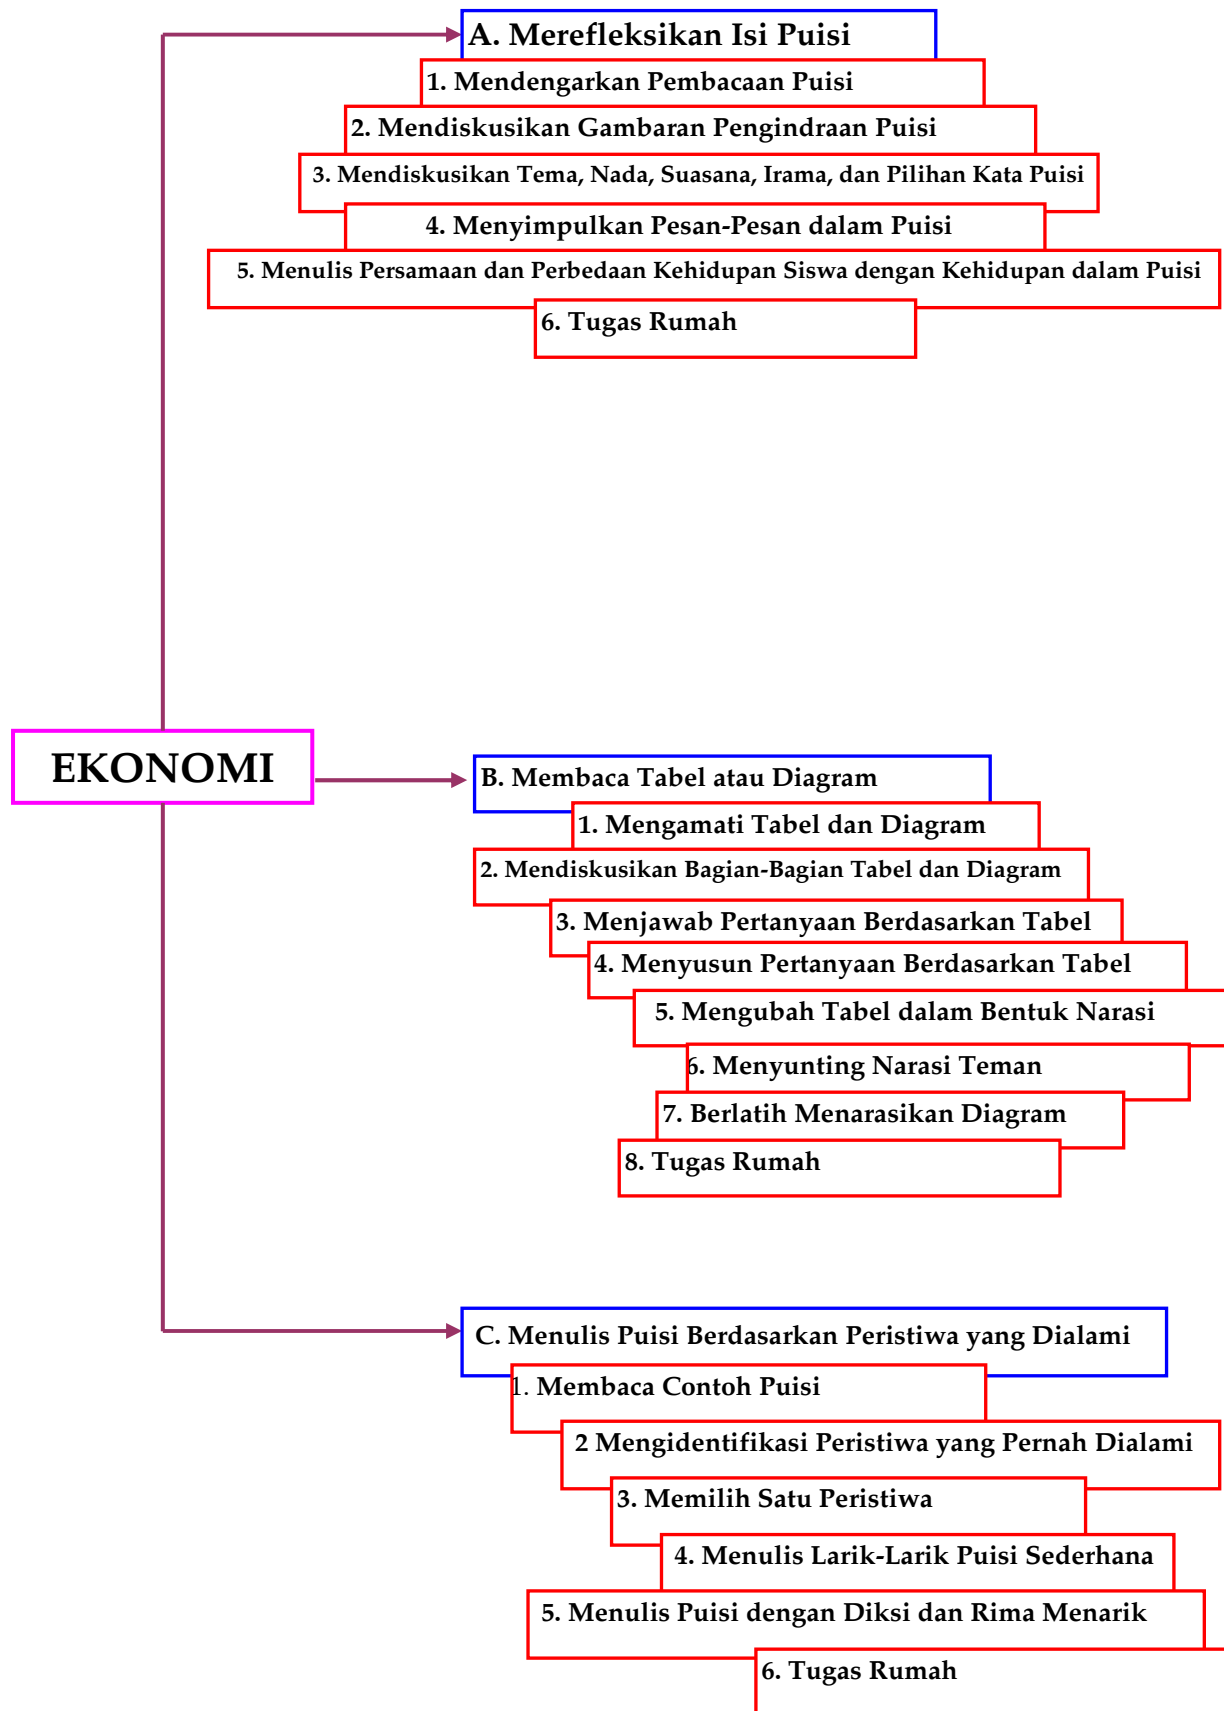 A. Merefleksikan Isi Puisi
1. Mendengarkan Pembacaan Puisi
2. Mendiskusikan Gambaran Pengindraan Puisi
3. Mendiskusikan Tema, Nada, Suasana, Irama, dan Pilihan Kata Puisi
4. Menyimpulkan Pesan-Pesan dalam Puisi
5. Menulis Persamaan dan Perbedaan Kehidupan Siswa dengan Kehidupan dalam Puisi
6. Tugas Rumah
EKONOMI
B. Membaca Tabel atau Diagram
1. Mengamati Tabel dan Diagram
2. Mendiskusikan Bagian-Bagian Tabel dan Diagram
3. Menjawab Pertanyaan Berdasarkan Tabel
4. Menyusun Pertanyaan Berdasarkan Tabel
5. Mengubah Tabel dalam Bentuk Narasi
6. Menyunting Narasi Teman
7. Berlatih Menarasikan Diagram
8. Tugas Rumah
C. Menulis Puisi Berdasarkan Peristiwa yang Dialami
1. Membaca Contoh Puisi
2 Mengidentifikasi Peristiwa yang Pernah Dialami
3. Memilih Satu Peristiwa
4. Menulis Larik-Larik Puisi Sederhana
5. Menulis Puisi dengan Diksi dan Rima Menarik
6. Tugas Rumah